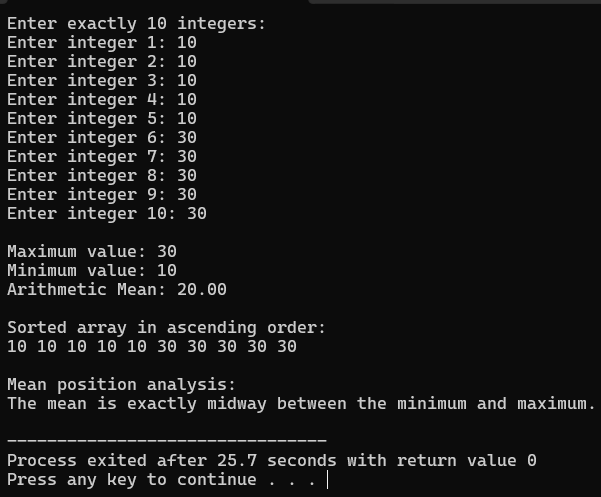 Enter exactly 10 integers:
Enter integer 1: 10
Enter integer 2: 10
Enter integer 3: 10
Enter integer 4: 10
Enter integer 5: 10
Enter integer 6: 30
Enter integer 7: 30
Enter integer 8: 30
Enter integer 9: 30
Enter integer 10: 30
Maximum value: 30
Minimum value: 10
Arithmetic Mean: 20.00
Sorted array in ascending order:
10 10 10 10 10 30 30 30 30 30
Mean position analysis:
The mean is exactly midway between the minimum and maximum.
--------------------------------
Process exited after 25.7 seconds with return value 0
Press any key to continue . . .